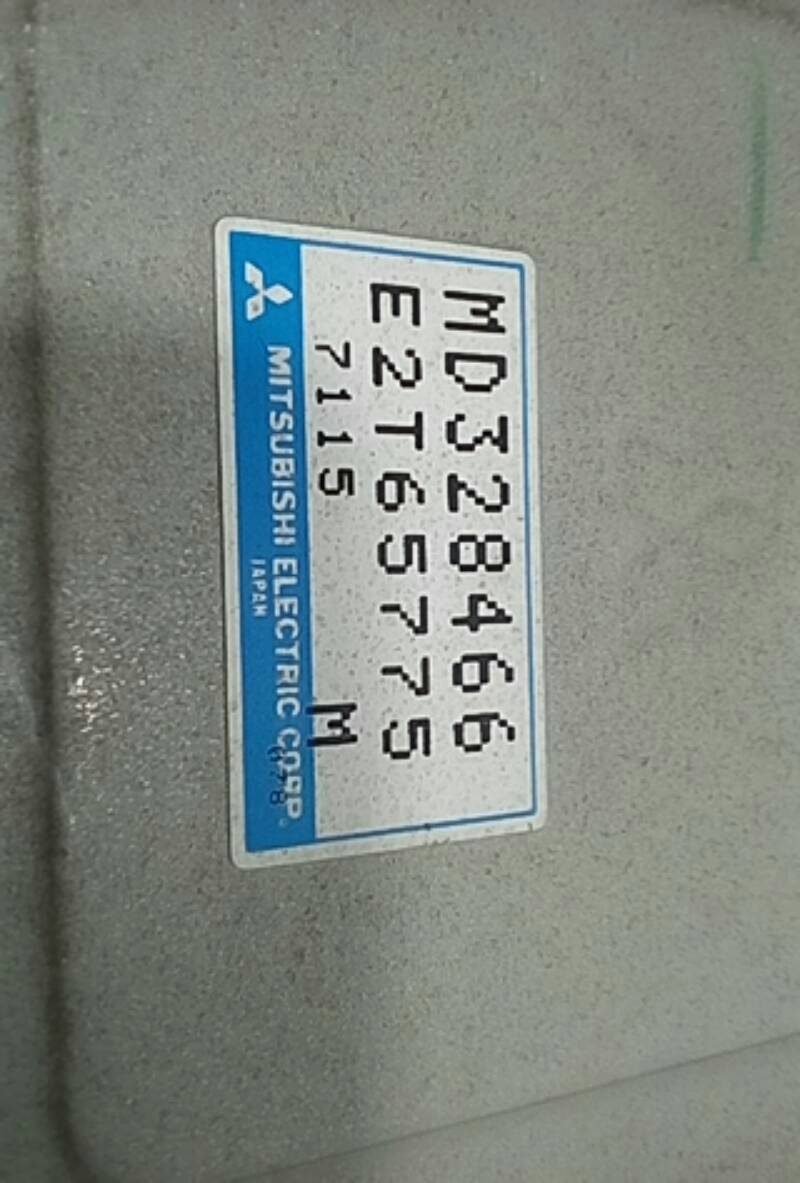 MD328466
E2T65775
7115 M
MITSUBISHI ELECTRIC CORP.
JAPAN